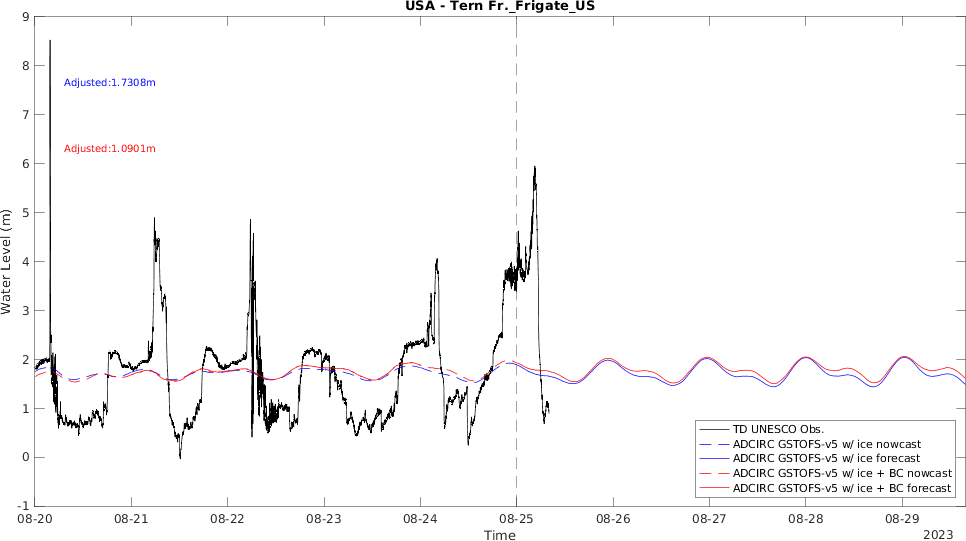 USA - Tern Fr._Frigate_US
9
8
7
6
5
4
3
2
1
0
-1
Water Level (m)
Adjusted:1.7308m
Adjusted:1.0901m
TD UNESCO Obs.
ADCIRC GSTOFS-v5 w/ ice nowcast
ADCIRC GSTOFS-v5 w/ ice forecast
ADCIRC GSTOFS-v5 w/ ice + BC nowcast
ADCIRC GSTOFS-v5 w/ ice + BC forecast
08-20 08-21 08-22 08-23 08-24 08-25 08-26 08-27 08-28 08-29
Time
2023